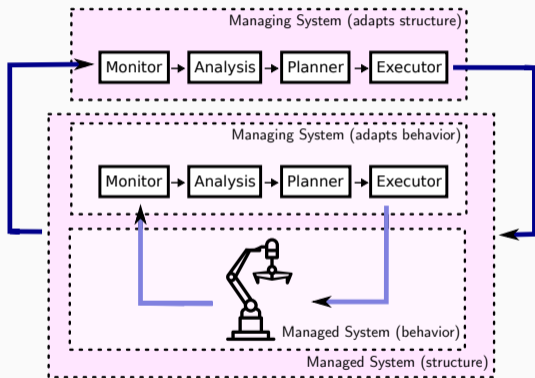 Managing System (adapts structure)
Monitor Analysis Planner Executor
Managing System (adapts behavior)
Monitor Analysis Planner Executor
Managed System (behavior)
Managed System (structure)